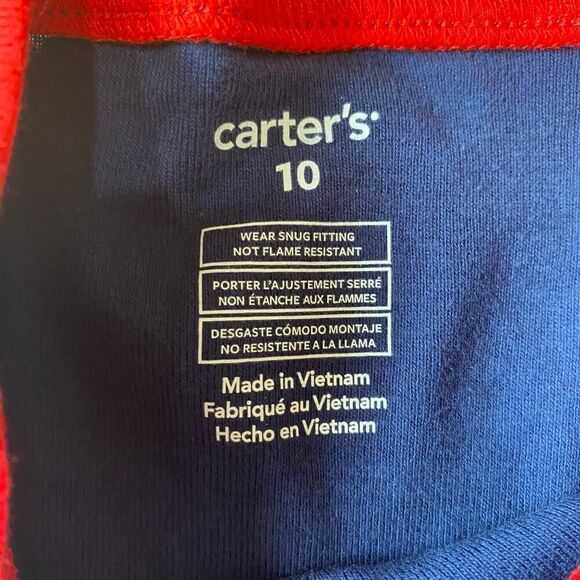 carter's
10
WEAR SNUG FITTING
NOT FLAME RESISTANT
PORTER L'AJUSTEMENT SERRÉ
NON ÉTANCHE AUX FLAMMES
DESGASTE CÓMODO MONTAJE
NO RESISTENTE A LA LLAMA
Made in Vietnam
Fabriqué au Vietnam
Hecho en Vietnam